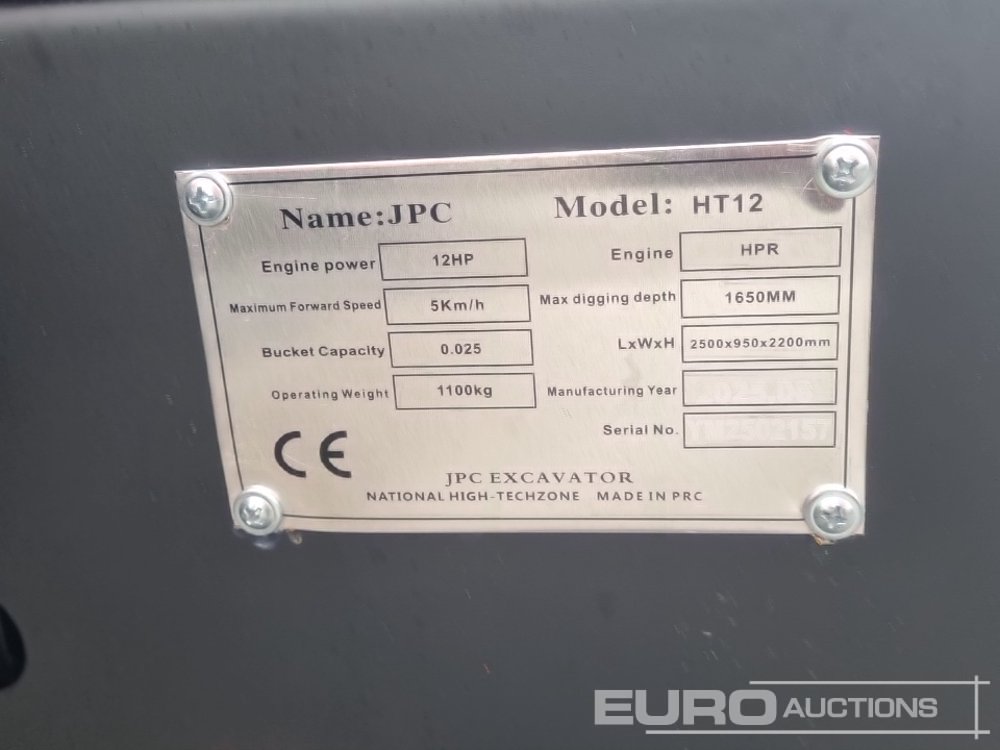 Name:JPC Model: HT12
Engine power 12HP Engine HPR
Maximum Forward Speed 5Km/h Max digging depth 1650MM
Bucket Capacity 0.025 LxWxH 2500x950x2200mm
Operating Weight 1100kg Manufacturing Year
Serial No.
CE
JPC EXCAVATOR
NATIONAL HIGH-TECHZONE MADE IN PRC
EURO AUCTIONS